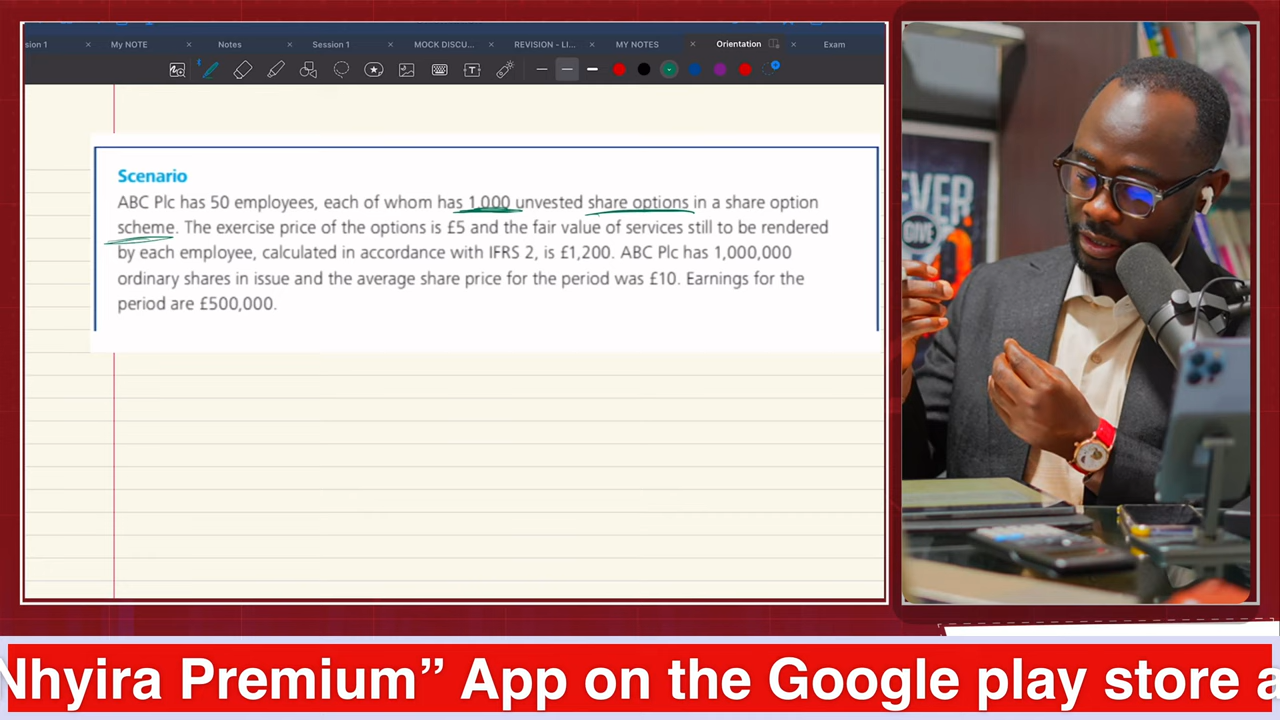 sion 1
My NOTE
Notes
Session 1
MOCK DISCU...
REVISION - LI...
MY NOTES
Orientation
Exam
Scenario
ABC Plc has 50 employees, each of whom has 1,000 unvested share options in a share option
scheme. The exercise price of the options is £5 and the fair value of services still to be rendered
by each employee, calculated in accordance with IFRS 2, is £1,200. ABC Plc has 1,000,000
ordinary shares in issue and the average share price for the period was £10. Earnings for the
period are £500,000.
EVER
GIVE
Nhyira Premium” App on the Google play store a